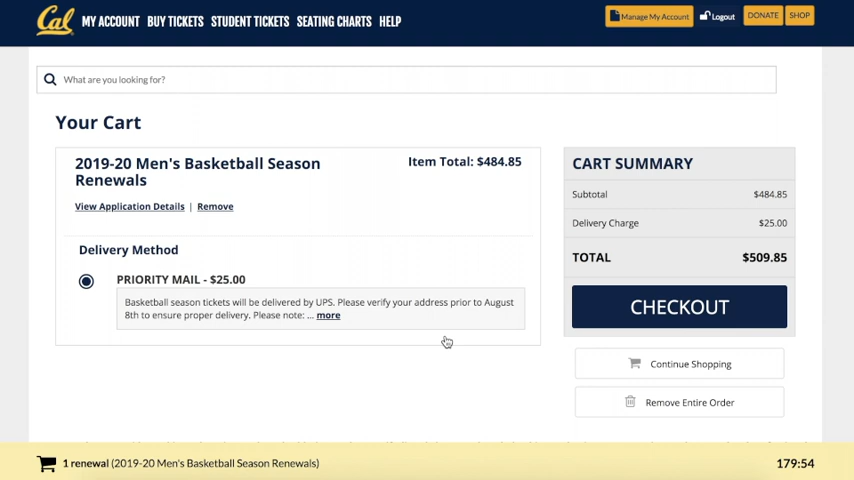 Cal MY ACCOUNT BUY TICKETS STUDENT TICKETS SEATING CHARTS HELP Manage My Account Logout DONATE SHOP
What are you looking for?
Your Cart
2019-20 Men's Basketball Season
Renewals
Item Total: $484.85
View Application Details | Remove
Delivery Method
PRIORITY MAIL - $25.00
Basketball season tickets will be delivered by UPS. Please verify your address prior to August
8th to ensure proper delivery. Please note: ... more
CART SUMMARY
Subtotal $484.85
Delivery Charge $25.00
TOTAL $509.85
CHECKOUT
Continue Shopping
Remove Entire Order
1 renewal (2019-20 Men's Basketball Season Renewals) 179:54